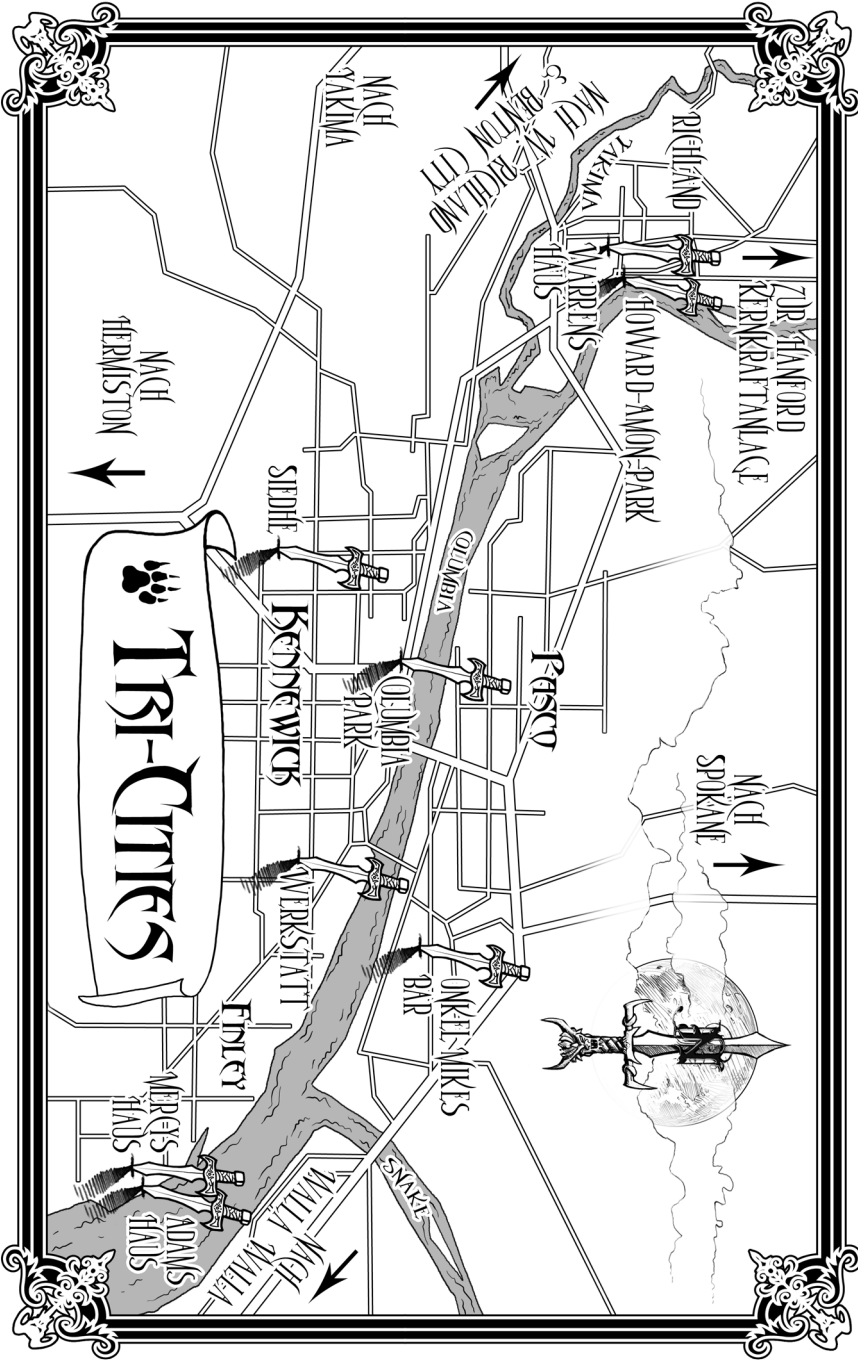 ZUR HANFORD
KERNKRAFTANLAGE
NACH
SPOKANE
N
RICHLAND
HOWARD-AMON-PARK
YAKIMA
WARRENS
HAUS
NACH W. RICHLAND
& BENTON CITY
PASCO
COLUMBIA
ONKEL MIKES
BAR
SNAKE
NACH
YAKIMA
COLUMBIA
PARK
SIEDHE
KENNEWICK
WERKSTATT
NACH
WALLA WALLA
FINLEY
NACH
HERMISTON
MERCYS
HAUS
ADAMS
HAUS
TRI-CITIES